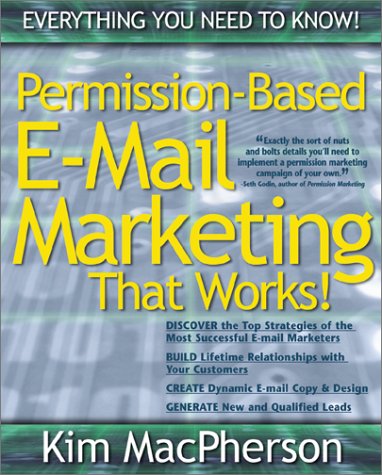 EVERYTHING YOU NEED TO KNOW!
Permission-Based
E-Mail
"Exactly the sort of nuts
and bolts details you'll need to
implement a permission marketing
campaign of your own."
-Seth Godin, author of Permission Marketing
Marketing
That Works!
DISCOVER the Top Strategies of the
Most Successful E-mail Marketers
BUILD Lifetime Relationships with
Your Customers
CREATE Dynamic E-mail Copy & Design
GENERATE New and Qualified Leads
Kim MacPherson